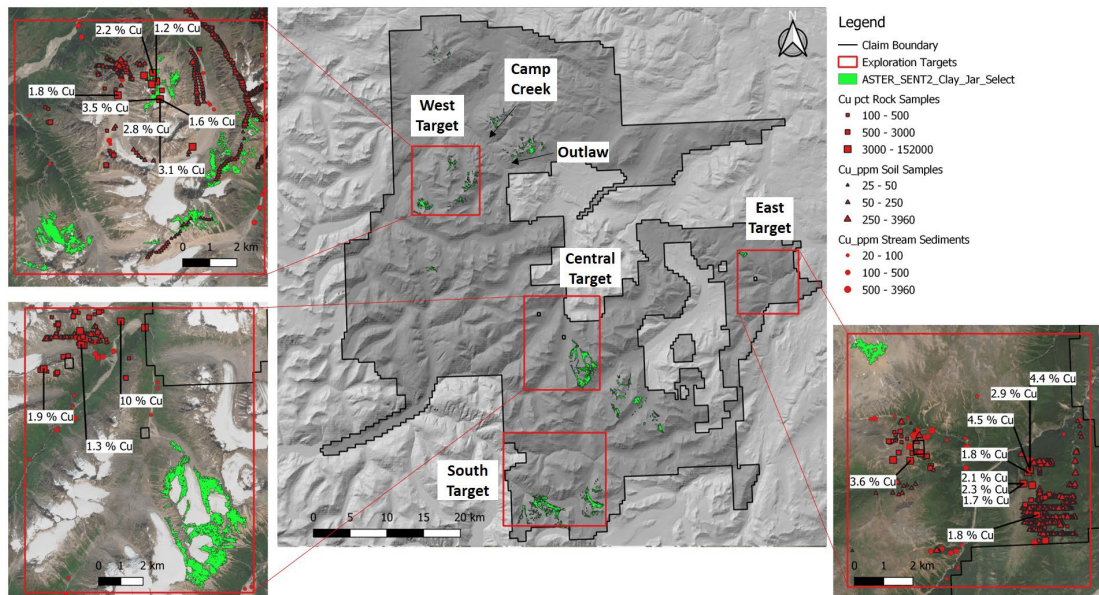 2.2 % Cu
1.2 % Cu
1.8 % Cu
3.5 % Cu
2.8 % Cu
1.6 % Cu
3.1 % Cu
0 1 2 km
1.9 % Cu
10 % Cu
1.3 % Cu
0 1 2 km
West
Target
Camp
Creek
Outlaw
Central
Target
East
Target
South
Target
0 5 10 15 20 km
Legend
Claim Boundary
Exploration Targets
ASTER_SENT2_Clay_Jar_Select
Cu pct Rock Samples
100 - 500
500 - 3000
3000 - 152000
Cu_ppm Soil Samples
25 - 50
50 - 250
250 - 3960
Cu_ppm Stream Sediments
20 - 100
100 - 500
500 - 3960
4.4 % Cu
2.9 % Cu
4.5 % Cu
1.8 % Cu
2.1 % Cu
3.6 % Cu
2.3 % Cu
1.7 % Cu
1.8 % Cu
0 1 2 km